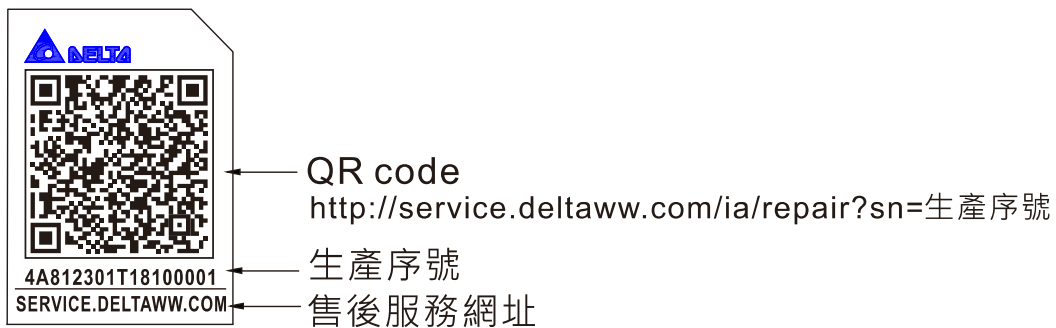 DELTA
QR code
http://service.deltaww.com/ia/repair?sn=生產序號
4A812301T18100001
生產序號
SERVICE.DELTAWW.COM
售後服務網址